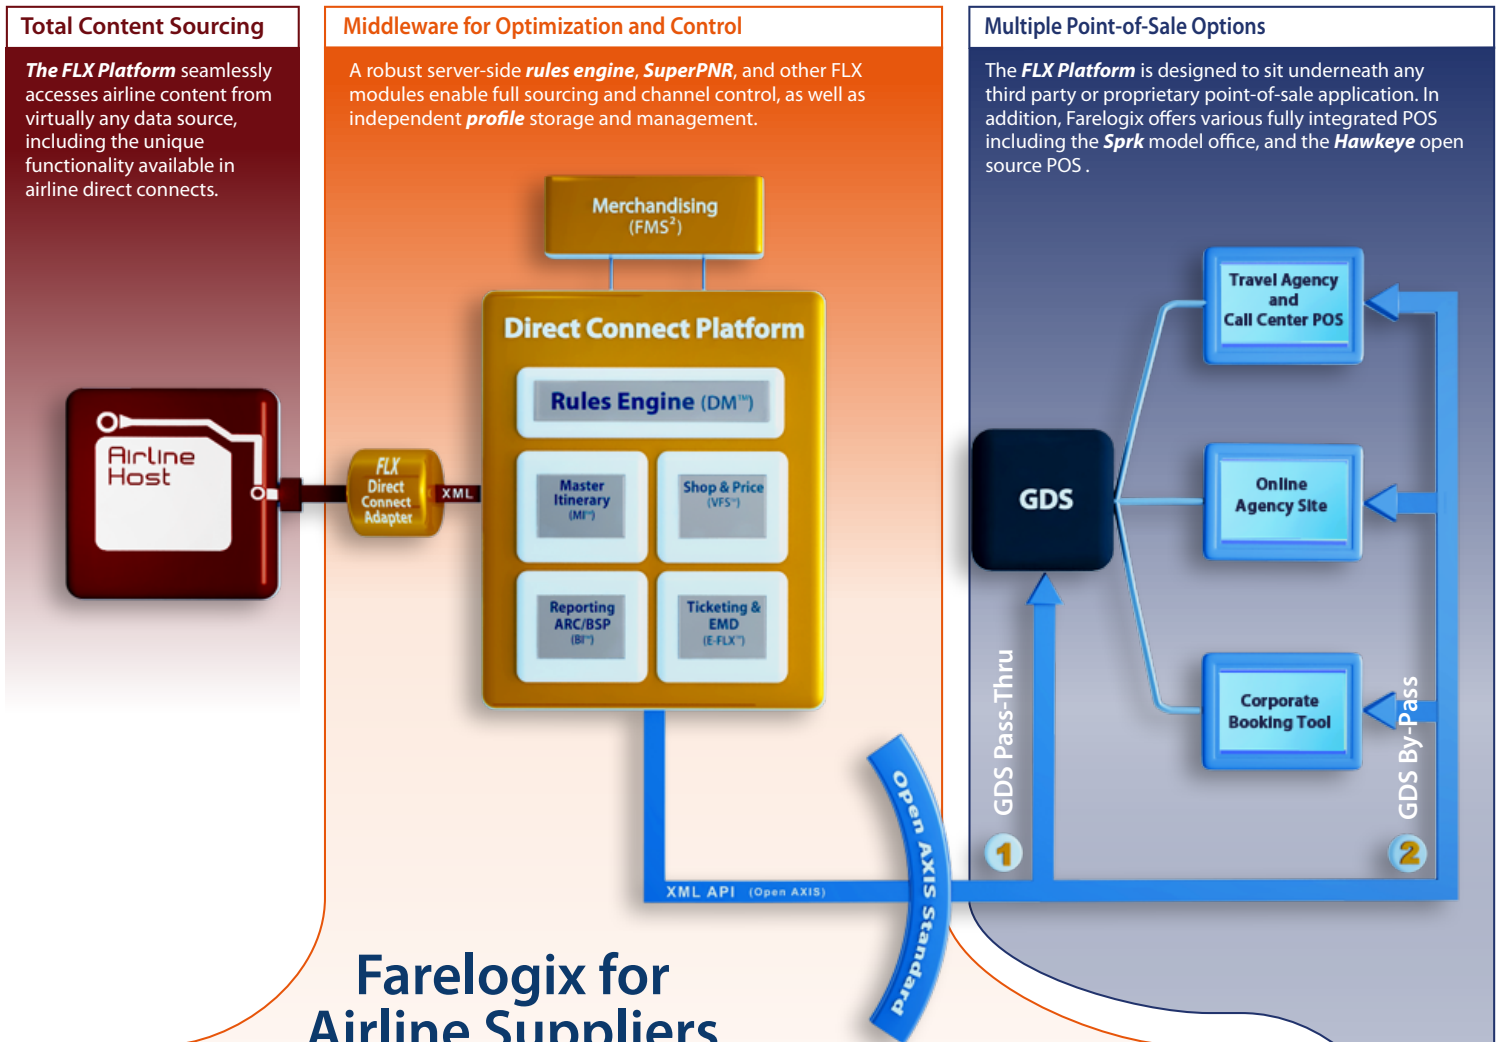 Total Content Sourcing
The FLX Platform seamlessly
accesses airline content from
virtually any data source,
including the unique
functionality available in
airline direct connects.
Middleware for Optimization and Control
A robust server-side rules engine, SuperPNR, and other FLX
modules enable full sourcing and channel control, as well as
independent profile storage and management.
Multiple Point-of-Sale Options
The FLX Platform is designed to sit underneath any
third party or proprietary point-of-sale application. In
addition, Farelogix offers various fully integrated POS
including the Sprk model office, and the Hawkeye open
source POS .
Airline
Host
FLX
Direct
Connect
Adapter
XML
Merchandising
(FMS²)
Direct Connect Platform
Rules Engine (DM™)
Master
Itinerary
(MI™)
Shop & Price
(VFS™)
Reporting
ARC/BSP
(BI™)
Ticketing &
EMD
(E-FLX™)
XML API (Open AXIS)
Open AXIS Standard
GDS
Travel Agency
and
Call Center POS
Online
Agency Site
Corporate
Booking Tool
GDS Pass-Thru
1
GDS By-Pass
2
Farelogix for
Airline Suppliers